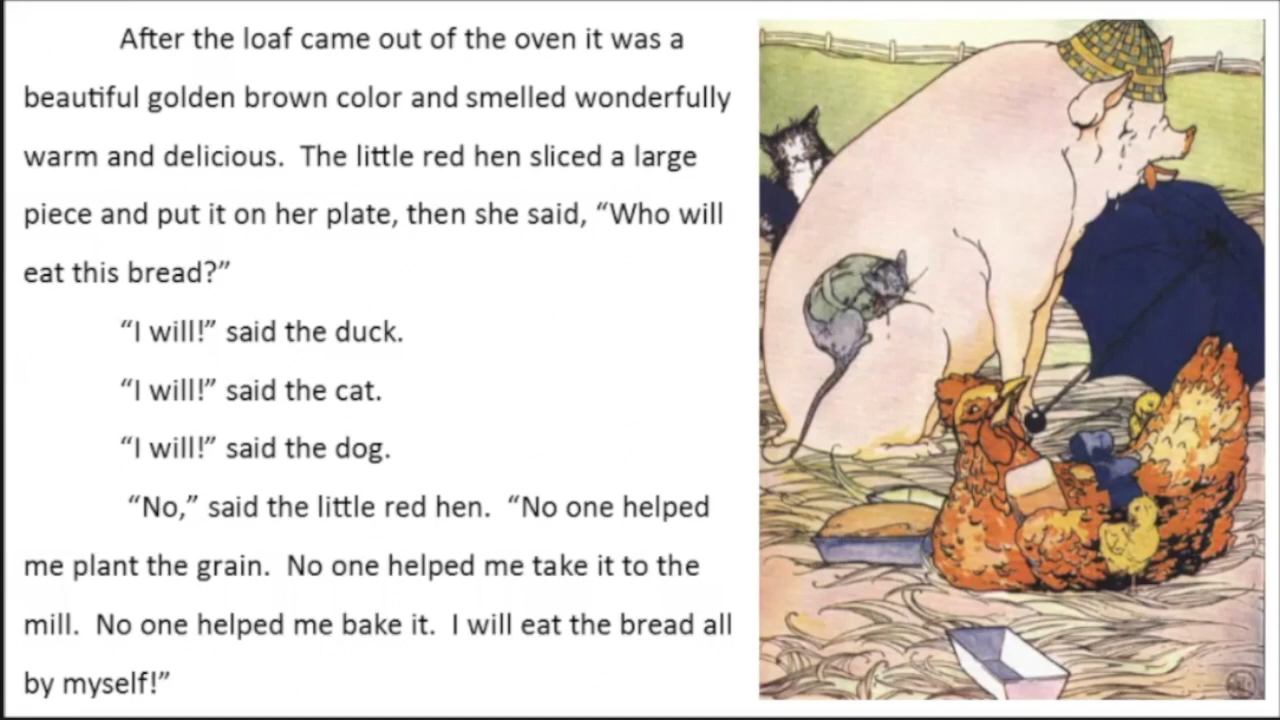 After the loaf came out of the oven it was a
beautiful golden brown color and smelled wonderfully
warm and delicious.  The little red hen sliced a large
piece and put it on her plate, then she said, “Who will
eat this bread?”
“I will!” said the duck.
“I will!” said the cat.
“I will!” said the dog.
“No,” said the little red hen.  “No one helped
me plant the grain.  No one helped me take it to the
mill.  No one helped me bake it.  I will eat the bread all
by myself!”